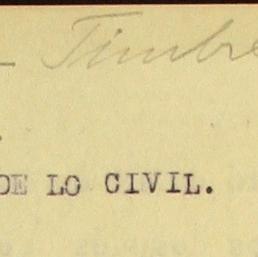 — Timbre
.
DE LO CIVIL.